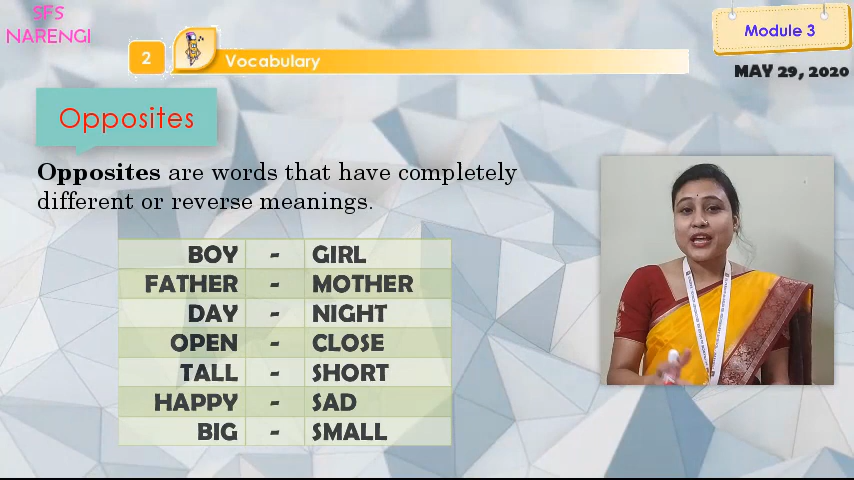 SFS
NARENGI
Module 3
2
Vocabulary
MAY 29, 2020
Opposites
Opposites are words that have completely
different or reverse meanings.
BOY - GIRL
FATHER - MOTHER
DAY - NIGHT
OPEN - CLOSE
TALL - SHORT
HAPPY - SAD
BIG - SMALL